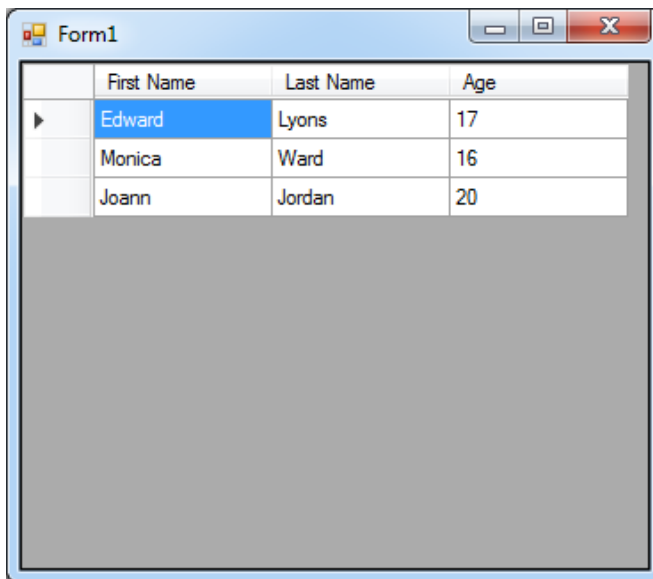 Form1
First Name Last Name Age
Edward Lyons 17
Monica Ward 16
Joann Jordan 20